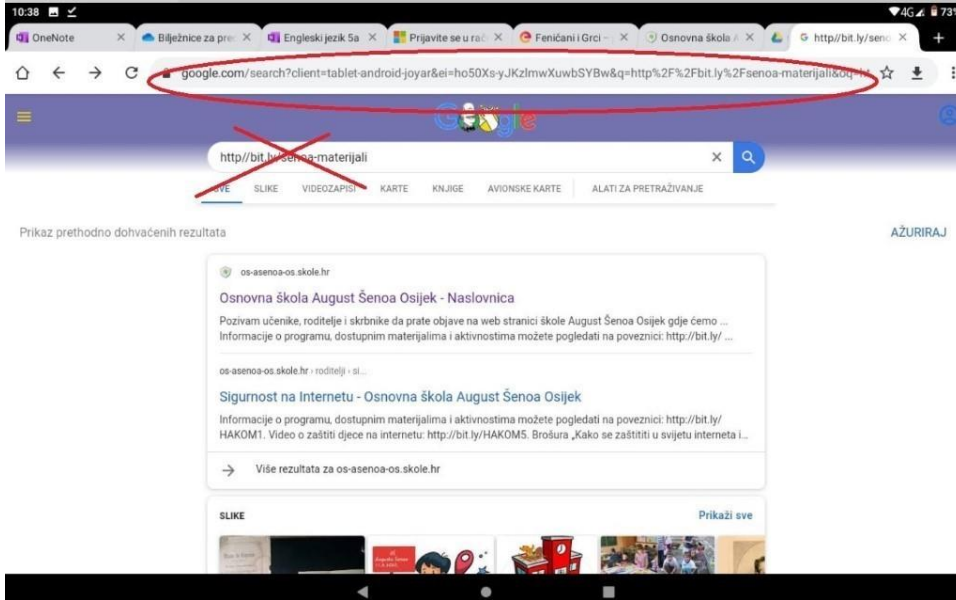 10:38 4G 73%
OneNote
Bilježnice za pre
Engleski jezik 5a
Prijavite se u rač
Feničani i Grci –
Osnovna škola A
http//bit.ly/seno
google.com/search?client=tablet-android-joyar&ei=ho50Xs-yJKzlmwXuwbSYBw&q=http%2F%2Fbit.ly%2Fsenoa-materijali&oq=
Google
http//bit.ly/senoa-materijali
SVE SLIKE VIDEOZAPISI KARTE KNJIGE AVIONSKE KARTE ALATI ZA PRETRAŽIVANJE
Prikaz prethodno dohvaćenih rezultata AŽURIRAJ
os-asenoa-os.skole.hr
Osnovna škola August Šenoa Osijek - Naslovnica
Pozivam učenike, roditelje i skrbnike da prate objave na web stranici škole August Šenoa Osijek gdje ćemo ...
Informacije o programu, dostupnim materijalima i aktivnostima možete pogledati na poveznici: http://bit.ly/ ...
os-asenoa-os.skole.hr › roditelji › si...
Sigurnost na Internetu - Osnovna škola August Šenoa Osijek
Informacije o programu, dostupnim materijalima i aktivnostima možete pogledati na poveznici: http://bit.ly/
HAKOM1. Video o zaštiti djece na internetu: http://bit.ly/HAKOM5. Brošura „Kako se zaštititi u svijetu interneta i...
Više rezultata za os-asenoa-os.skole.hr
SLIKE Prikaži sve